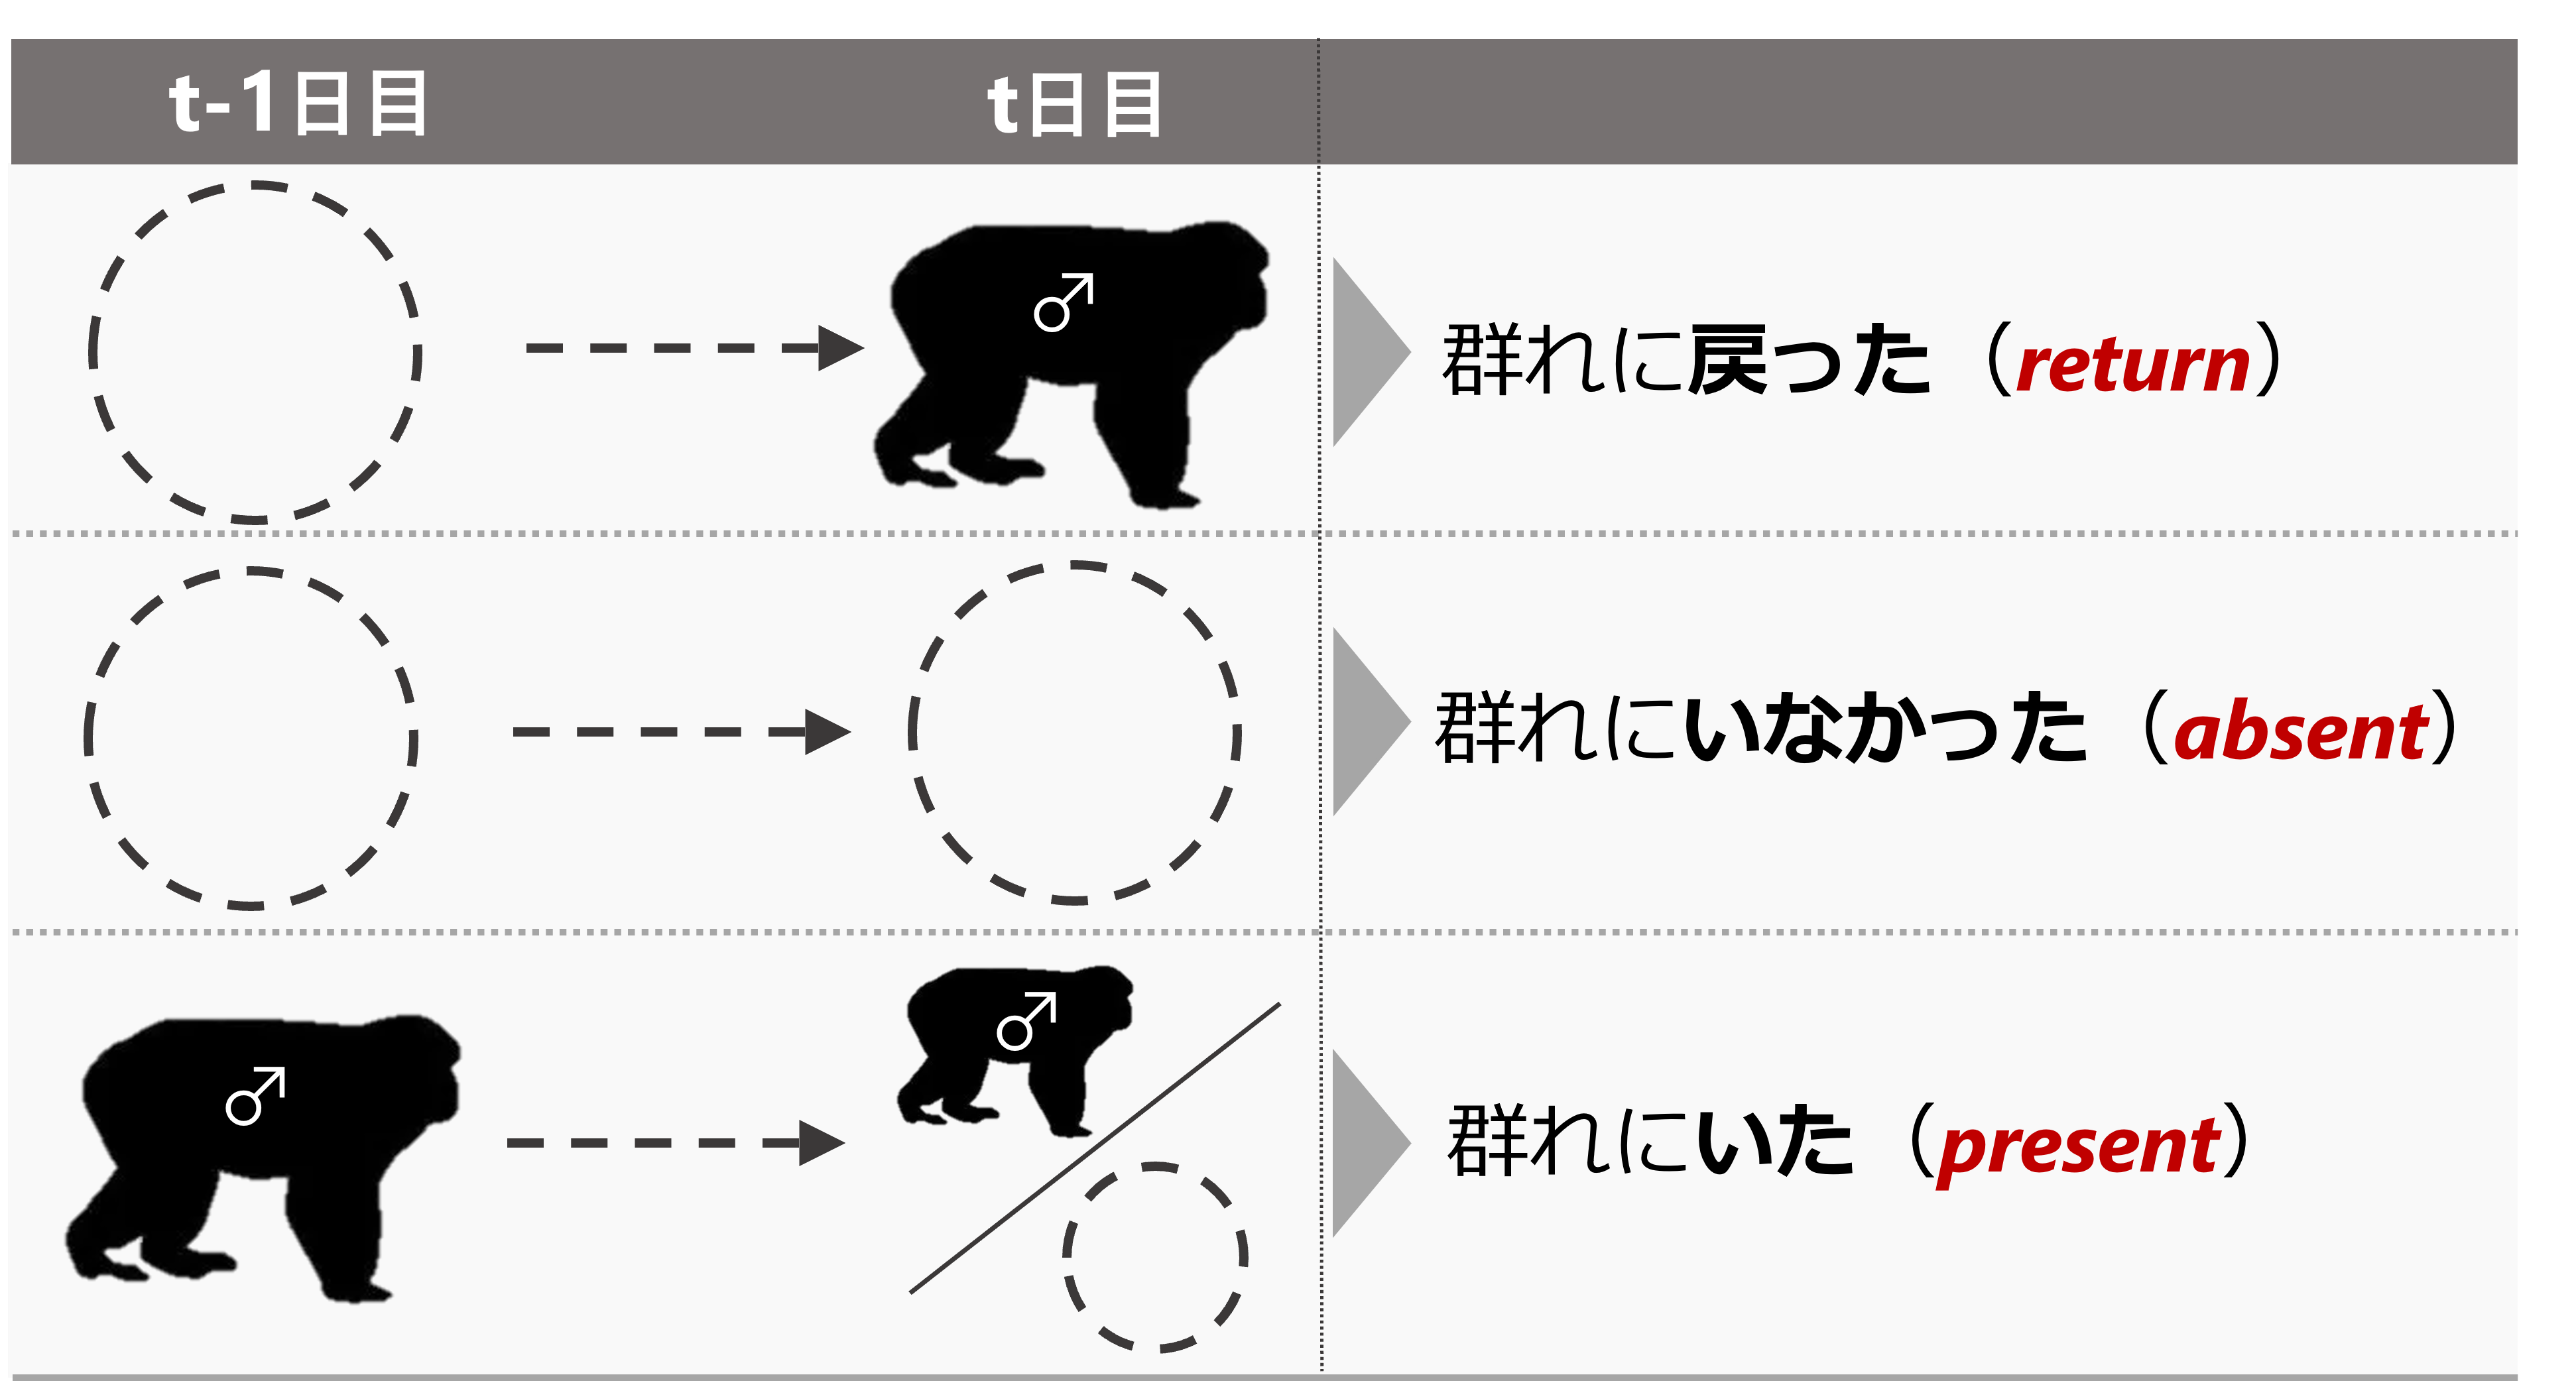 t-1日目
t日目
♂
群れに戻った（return）
群れにいなかった（absent）
♂
♂
群れにいた（present）